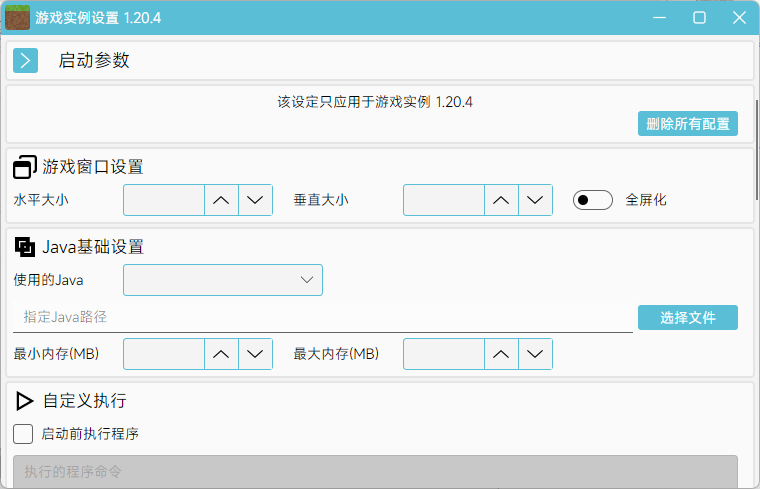 游戏实例设置 1.20.4
启动参数
该设定只应用于游戏实例 1.20.4
删除所有配置
游戏窗口设置
水平大小 垂直大小 全屏化
Java基础设置
使用的Java
指定Java路径 选择文件
最小内存(MB) 最大内存(MB)
自定义执行
启动前执行程序
执行的程序命令